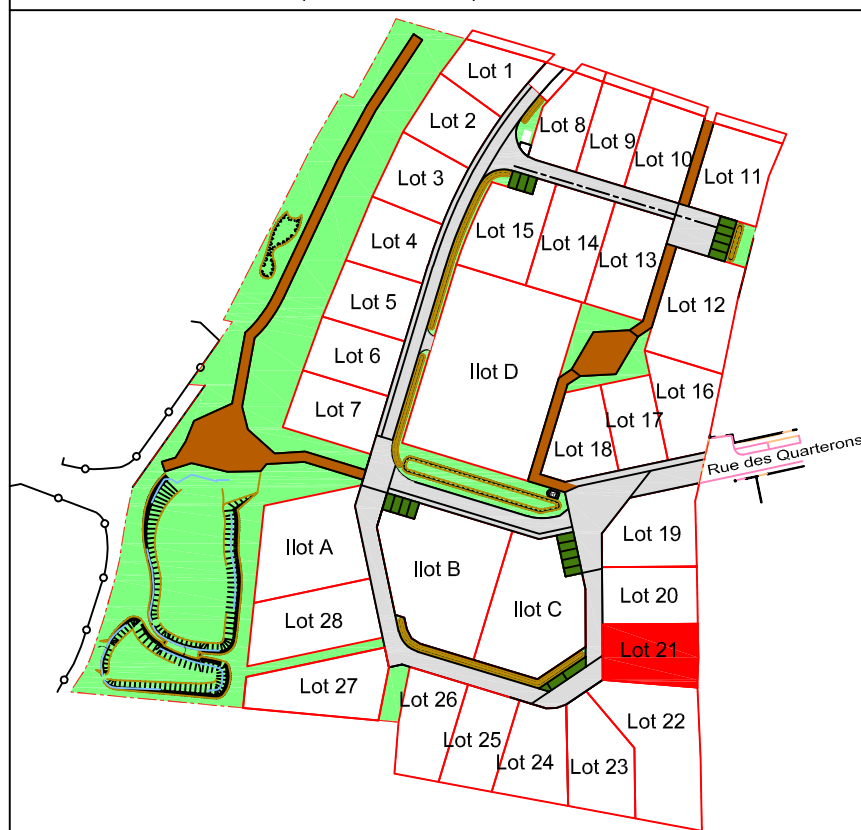 Lot 1
Lot 2
Lot 3
Lot 4
Lot 5
Lot 6
Lot 7
Lot 8
Lot 9
Lot 10
Lot 11
Lot 15
Lot 14
Lot 13
Lot 12
Ilot D
Lot 16
Lot 17
Lot 18
Rue des Quarterons
Lot 19
Lot 20
Lot 21
Lot 22
Lot 23
Lot 24
Lot 25
Lot 26
Lot 27
Lot 28
Ilot A
Ilot B
Ilot C